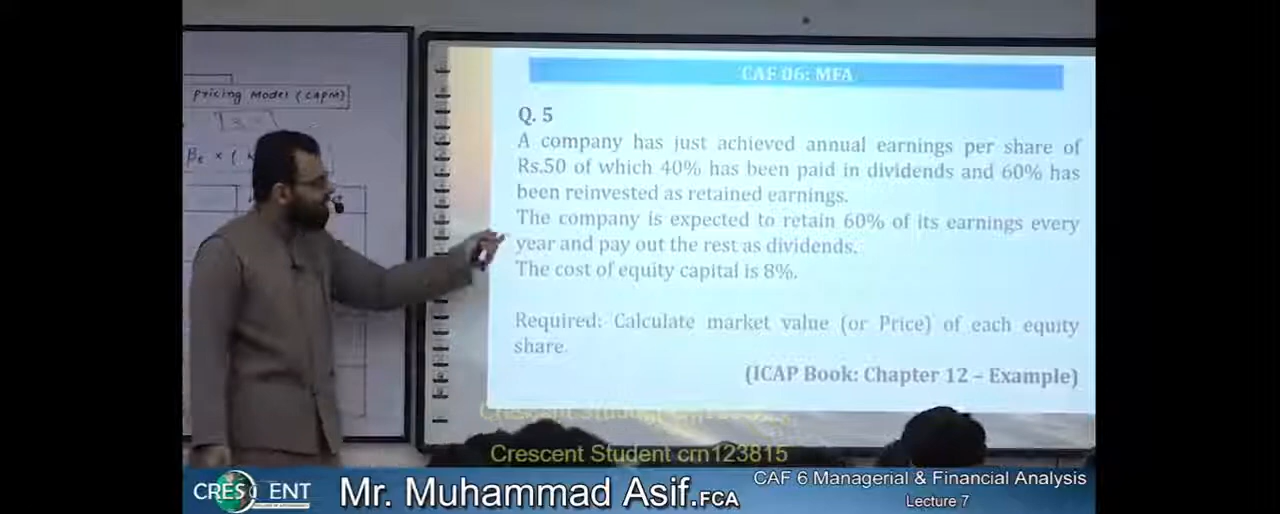 Pricing Model (CAPM)
CAF 06: MFA
Q. 5
A company has just achieved annual earnings per share of
Rs.50 of which 40% has been paid in dividends and 60% has
been reinvested as retained earnings.
The company is expected to retain 60% of its earnings every
year and pay out the rest as dividends.
The cost of equity capital is 8%.
Required: Calculate market value (or Price) of each equity
share.
(ICAP Book: Chapter 12 – Example)
Crescent Student
Crescent Student crn123815
CRESCENT
Mr. Muhammad Asif.FCA
CAF 6 Managerial & Financial Analysis
Lecture 7